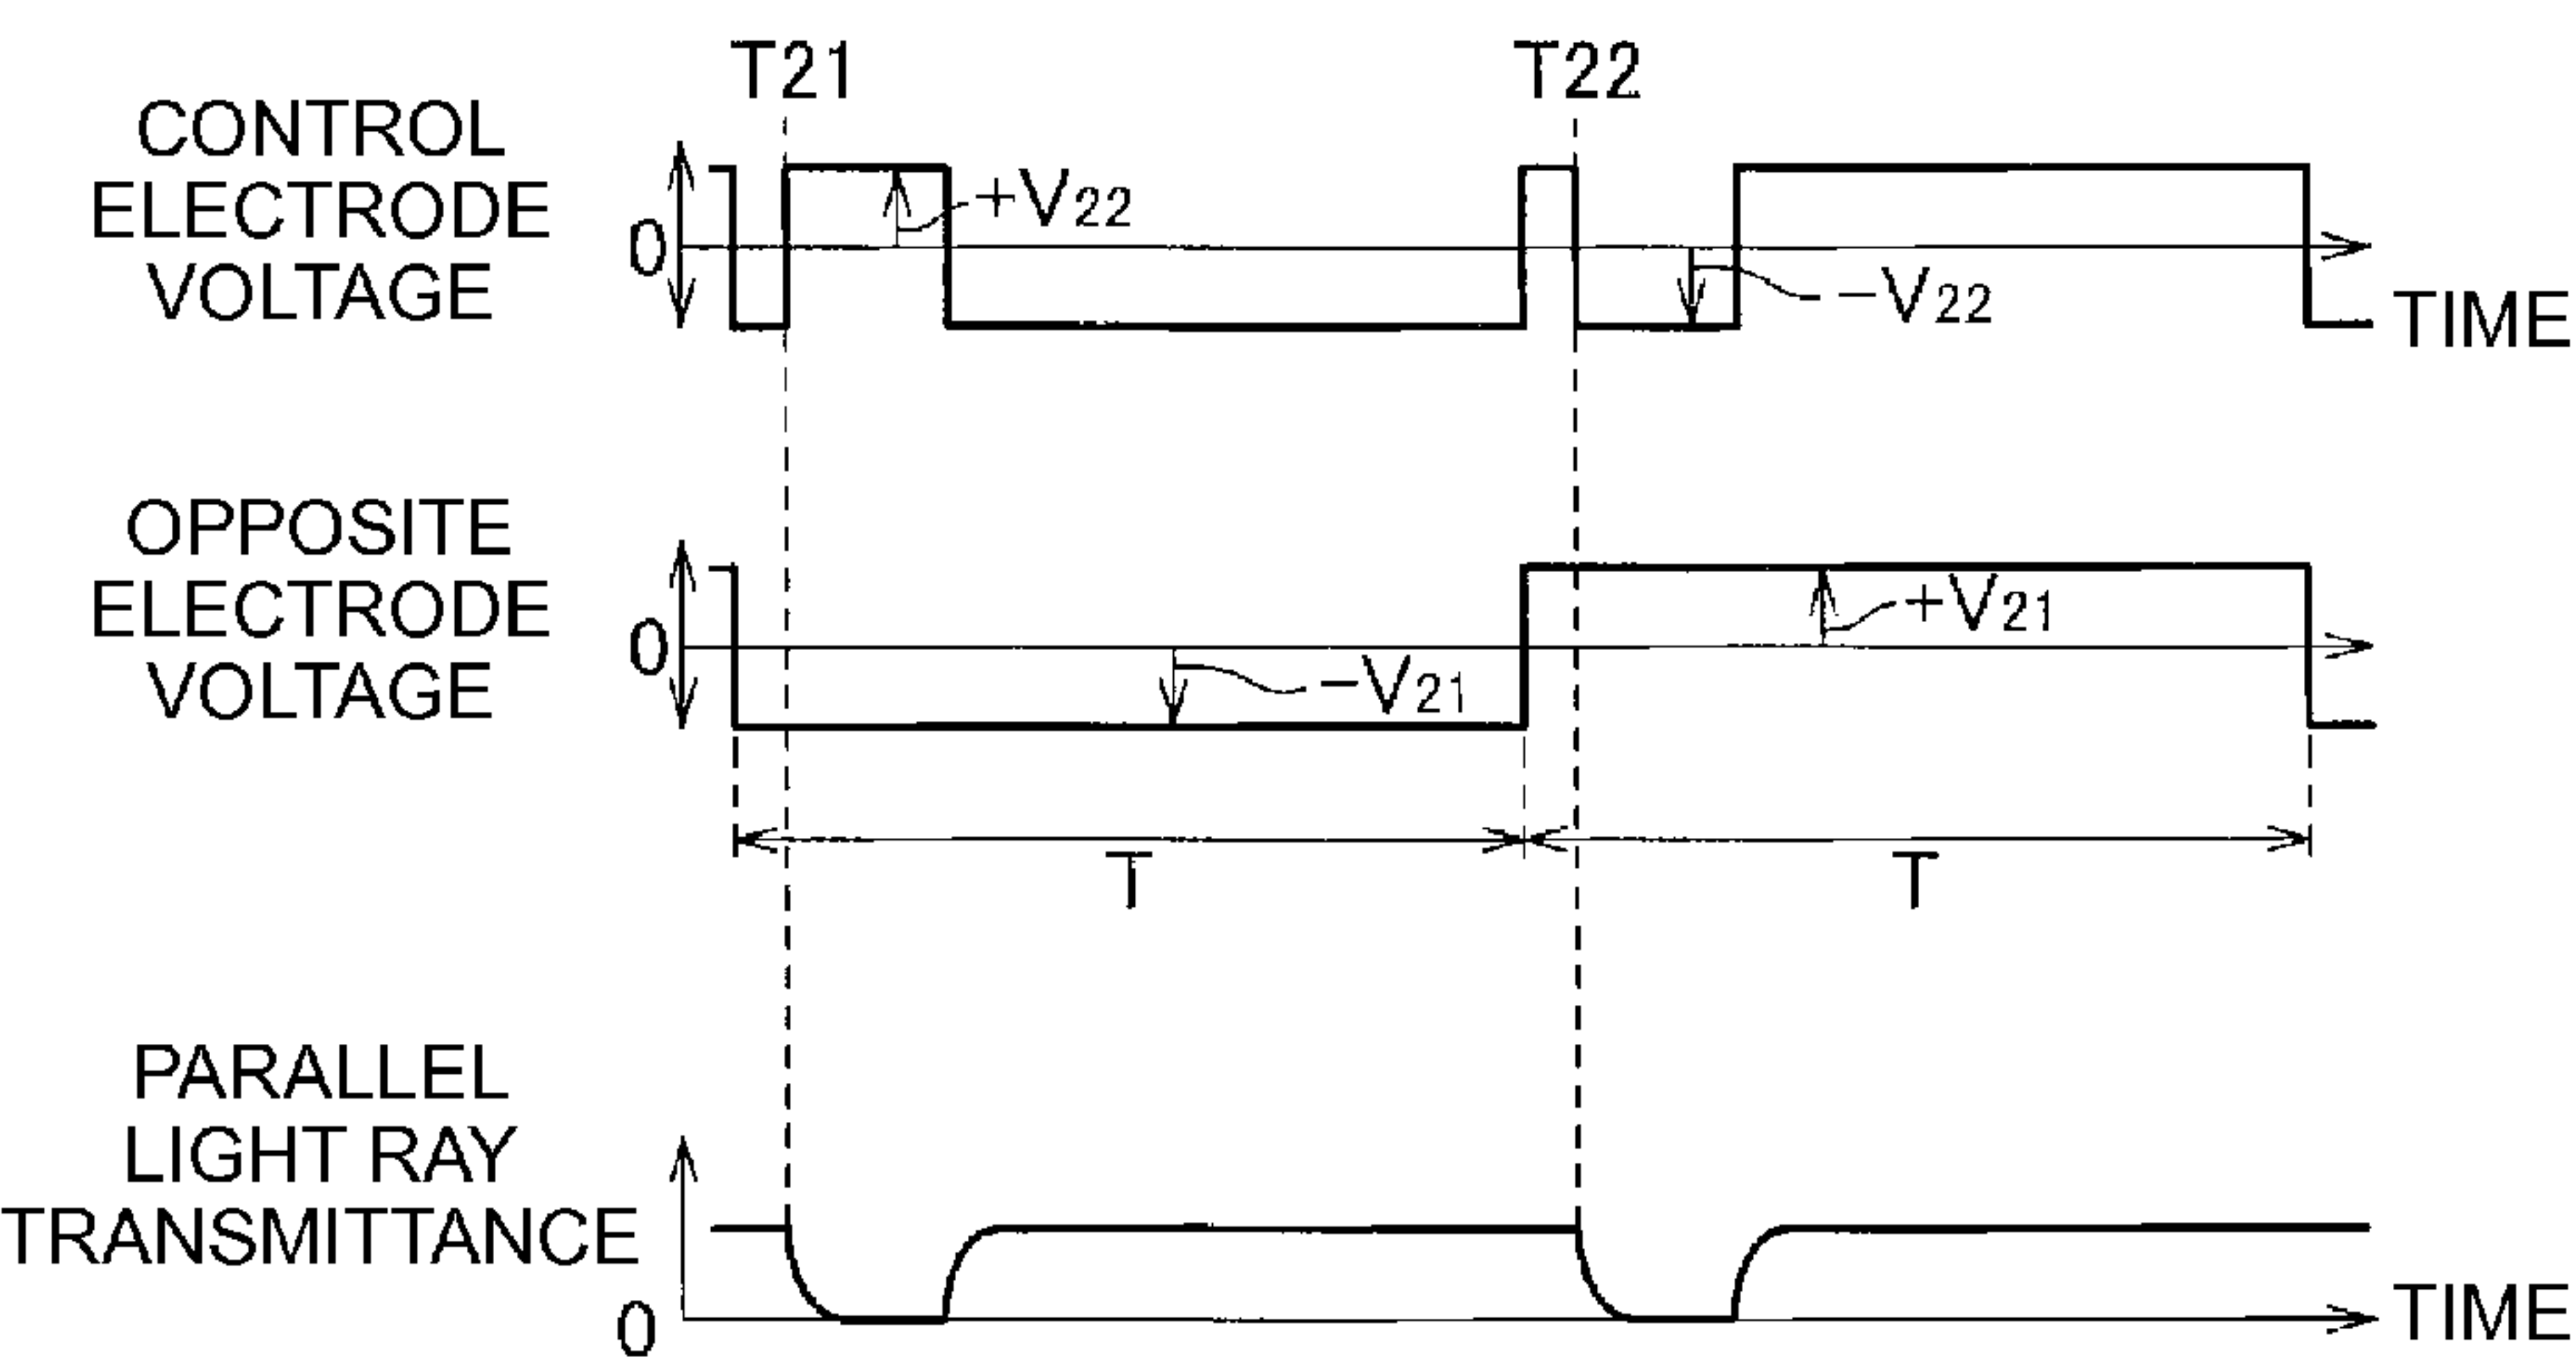 T21
T22
CONTROL
ELECTRODE
VOLTAGE
0
+V22
−V22
TIME
OPPOSITE
ELECTRODE
VOLTAGE
0
−V21
+V21
T
T
PARALLEL
LIGHT RAY
TRANSMITTANCE
0
TIME